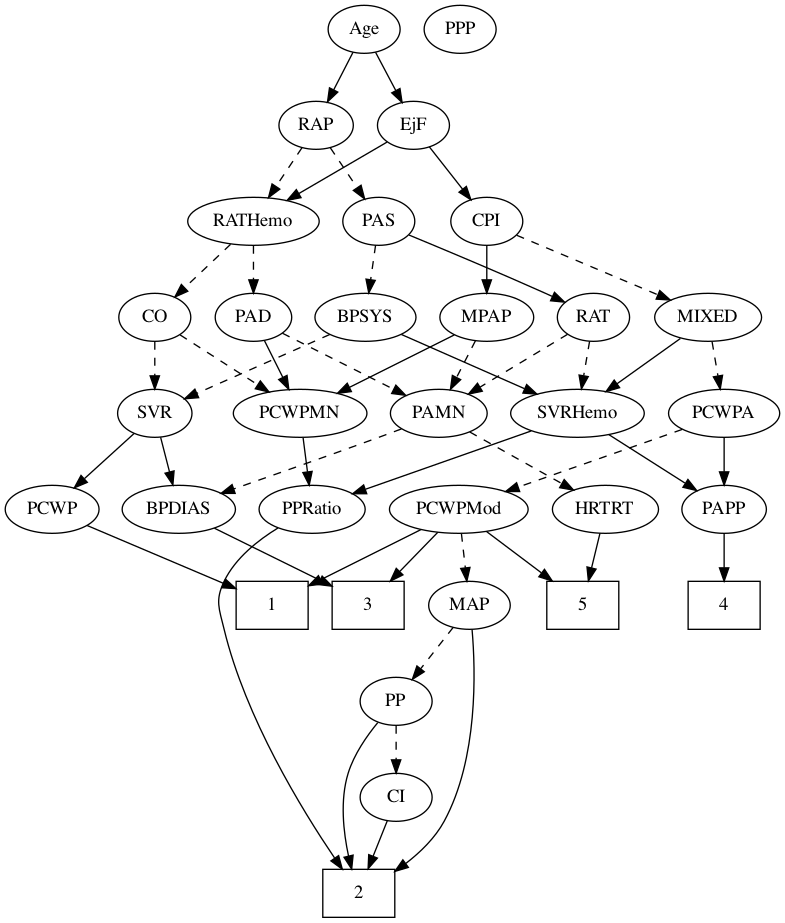 Age
PPP
RAP
EjF
RATHemo
PAS
CPI
CO
PAD
BPSYS
MPAP
RAT
MIXED
SVR
PCWPMN
PAMN
SVRHemo
PCWPA
PCWP
BPDIAS
PPRatio
PCWPMod
HRTRT
PAPP
1
3
MAP
5
4
PP
CI
2